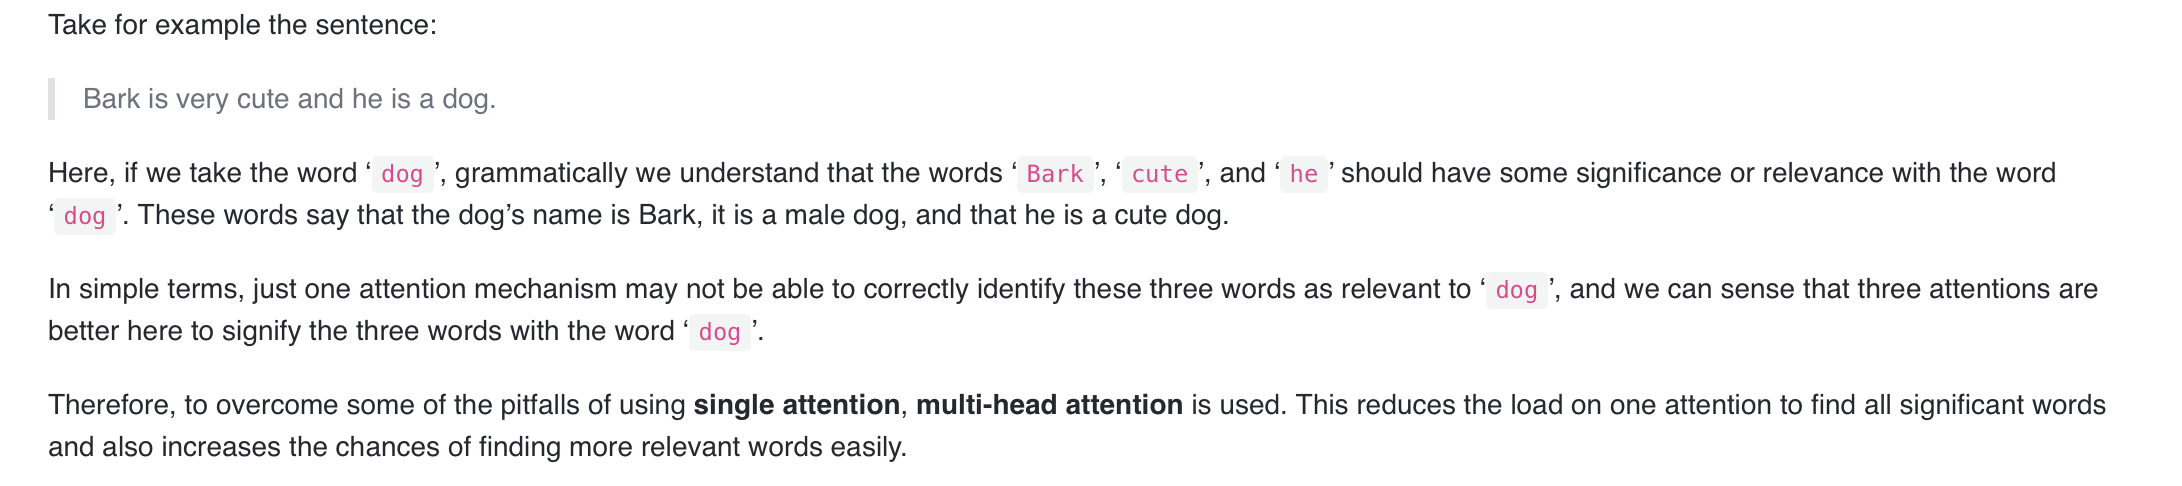 Take for example the sentence:
Bark is very cute and he is a dog.
Here, if we take the word ‘dog’, grammatically we understand that the words ‘Bark’, ‘cute’, and ‘he’ should have some significance or relevance with the word
‘dog’. These words say that the dog’s name is Bark, it is a male dog, and that he is a cute dog.
In simple terms, just one attention mechanism may not be able to correctly identify these three words as relevant to ‘dog’, and we can sense that three attentions are
better here to signify the three words with the word ‘dog’.
Therefore, to overcome some of the pitfalls of using single attention, multi-head attention is used. This reduces the load on one attention to find all significant words
and also increases the chances of finding more relevant words easily.